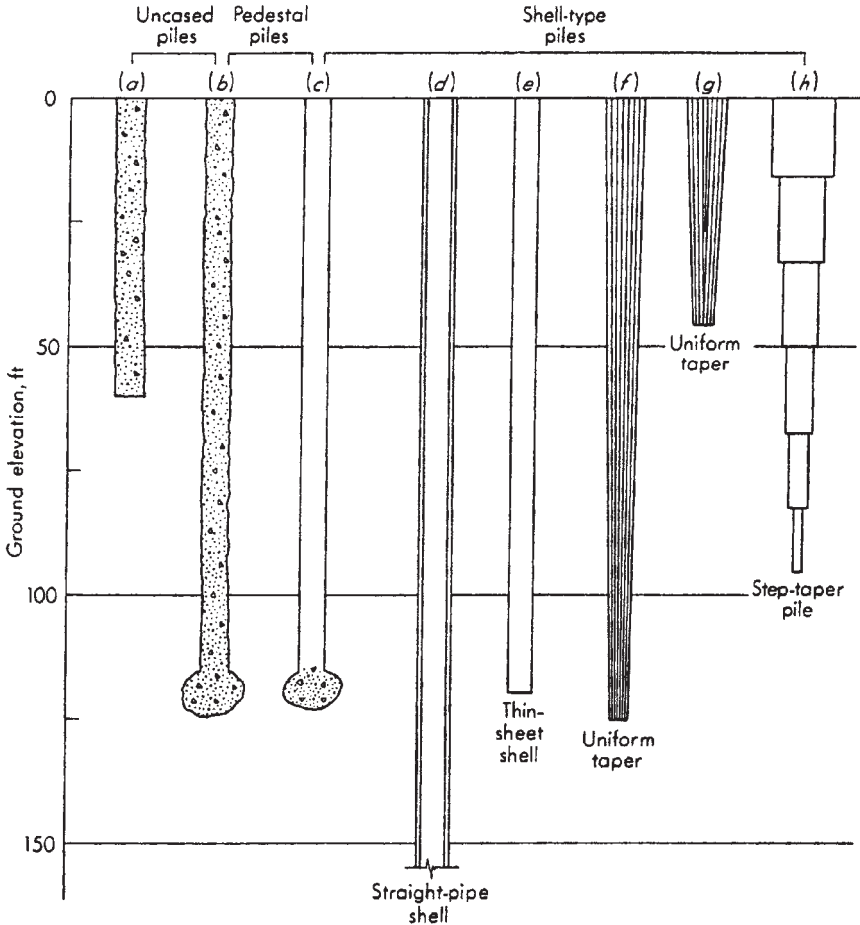 Uncased
piles
Pedestal
piles
Shell-type
piles
(a) (b) (c) (d) (e) (f) (g) (h)
0
50
100
150
Ground elevation, ft
Uniform
taper
Step-taper
pile
Thin-
sheet
shell
Uniform
taper
Straight-pipe
shell